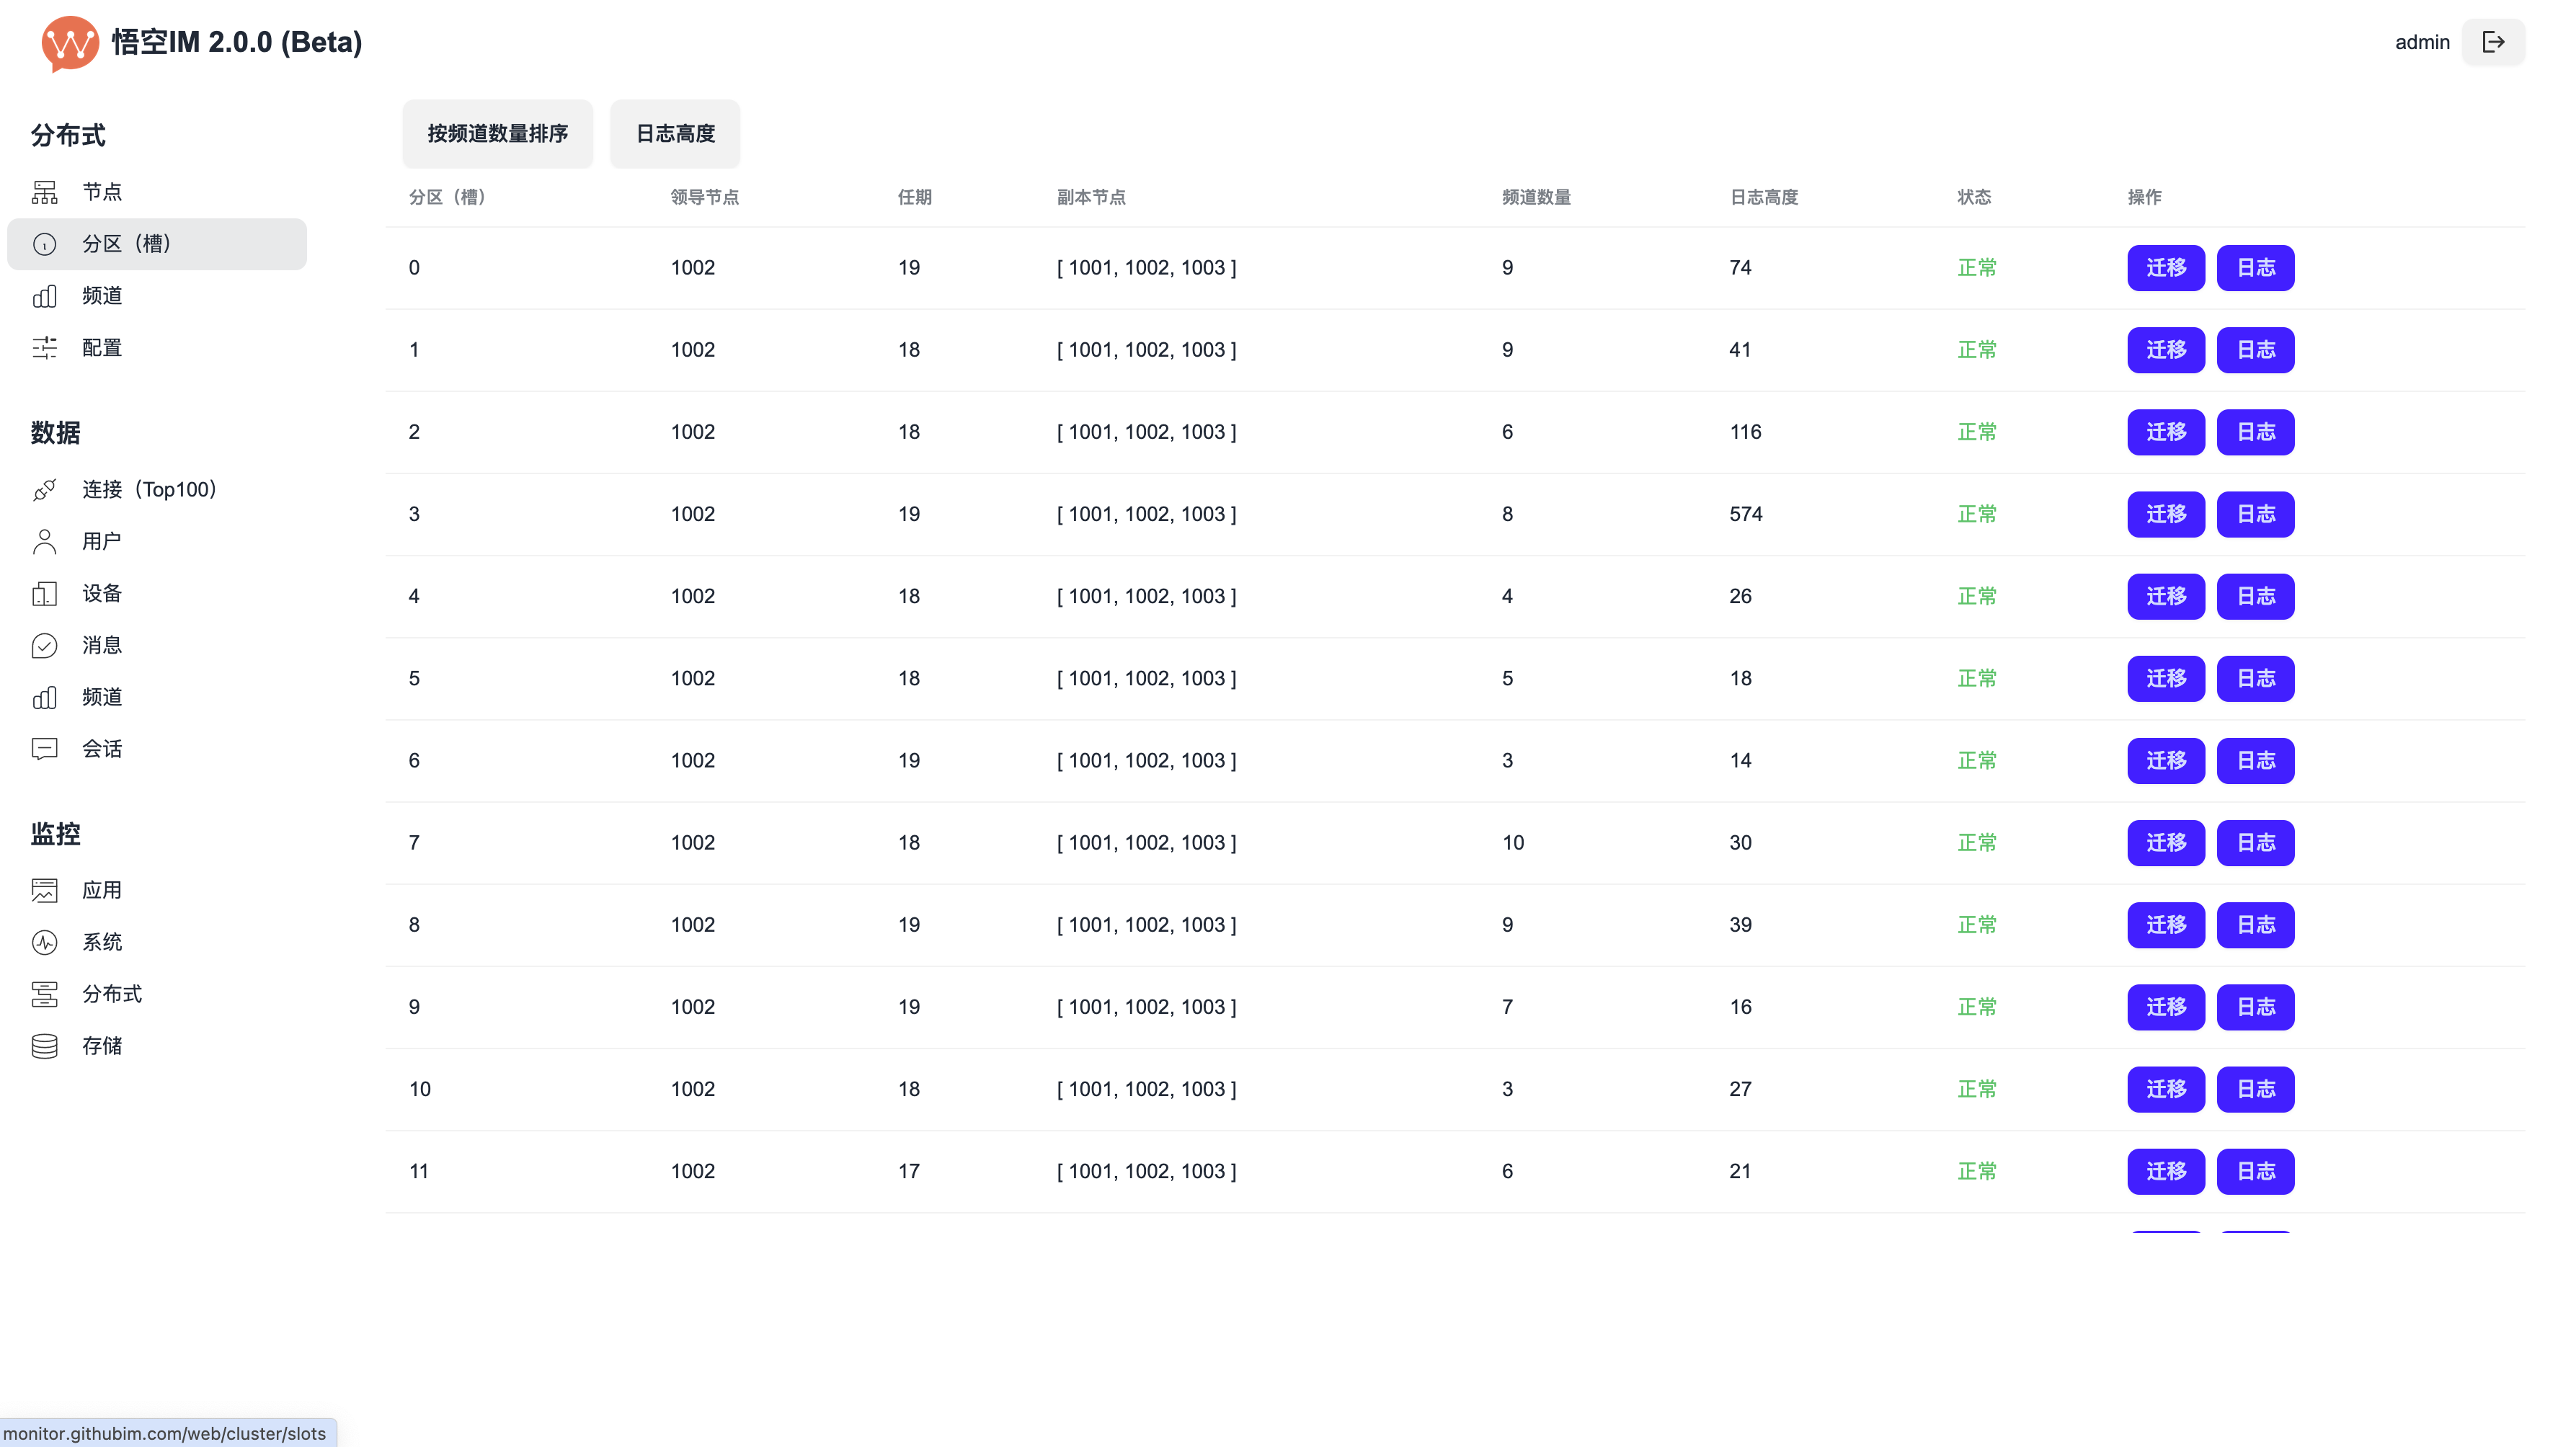 悟空IM 2.0.0 (Beta)
admin
分布式
节点
分区（槽）
频道
配置
数据
连接（Top100）
用户
设备
消息
频道
会话
监控
应用
系统
分布式
存储
按频道数量排序 日志高度
分区（槽） 领导节点 任期 副本节点 频道数量 日志高度 状态 操作
0 1002 19 [ 1001, 1002, 1003 ] 9 74 正常 迁移 日志
1 1002 18 [ 1001, 1002, 1003 ] 9 41 正常 迁移 日志
2 1002 18 [ 1001, 1002, 1003 ] 6 116 正常 迁移 日志
3 1002 19 [ 1001, 1002, 1003 ] 8 574 正常 迁移 日志
4 1002 18 [ 1001, 1002, 1003 ] 4 26 正常 迁移 日志
5 1002 18 [ 1001, 1002, 1003 ] 5 18 正常 迁移 日志
6 1002 19 [ 1001, 1002, 1003 ] 3 14 正常 迁移 日志
7 1002 18 [ 1001, 1002, 1003 ] 10 30 正常 迁移 日志
8 1002 19 [ 1001, 1002, 1003 ] 9 39 正常 迁移 日志
9 1002 19 [ 1001, 1002, 1003 ] 7 16 正常 迁移 日志
10 1002 18 [ 1001, 1002, 1003 ] 3 27 正常 迁移 日志
11 1002 17 [ 1001, 1002, 1003 ] 6 21 正常 迁移 日志
monitor.githubim.com/web/cluster/slots